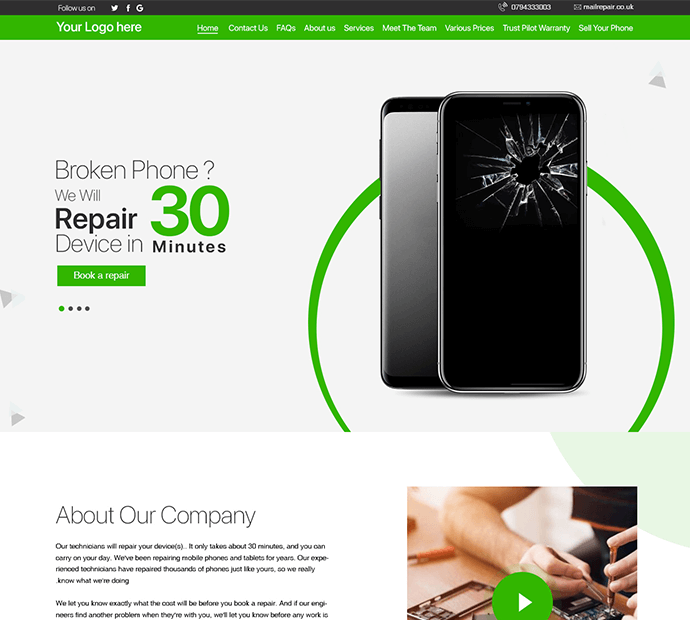 Follow us on
0794333003
mailrepair.co.uk
Your Logo here
Home Contact Us FAQs About us Services Meet The Team Various Prices Trust Pilot Warranty Sell Your Phone
Broken Phone ?
We Will
Repair 30
Device in Minutes
Book a repair
About Our Company
Our technicians will repair your device(s).. It only takes about 30 minutes, and you can
carry on your day. We've been repairing mobile phones and tablets for years. Our expe-
rienced technicians have repaired thousands of phones just like yours, so we really
.know what we're doing
We let you know exactly what the cost will be before you book a repair. And if our engi-
neers find another problem when they're with you, we'll let you know before any work is